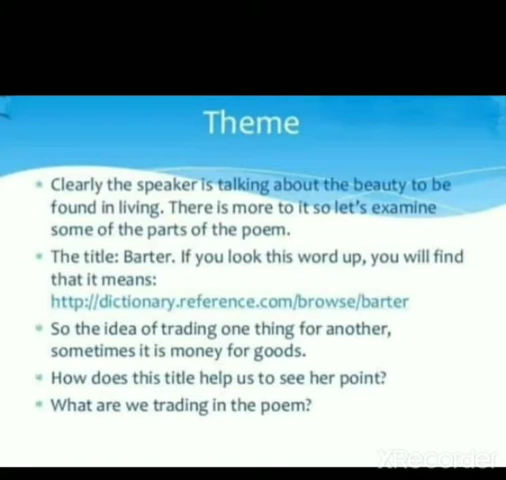 Theme
Clearly the speaker is talking about the beauty to be
found in living. There is more to it so let's examine
some of the parts of the poem.
The title: Barter. If you look this word up, you will find
that it means:
http://dictionary.reference.com/browse/barter
So the idea of trading one thing for another,
sometimes it is money for goods.
How does this title help us to see her point?
What are we trading in the poem?
XRecorder